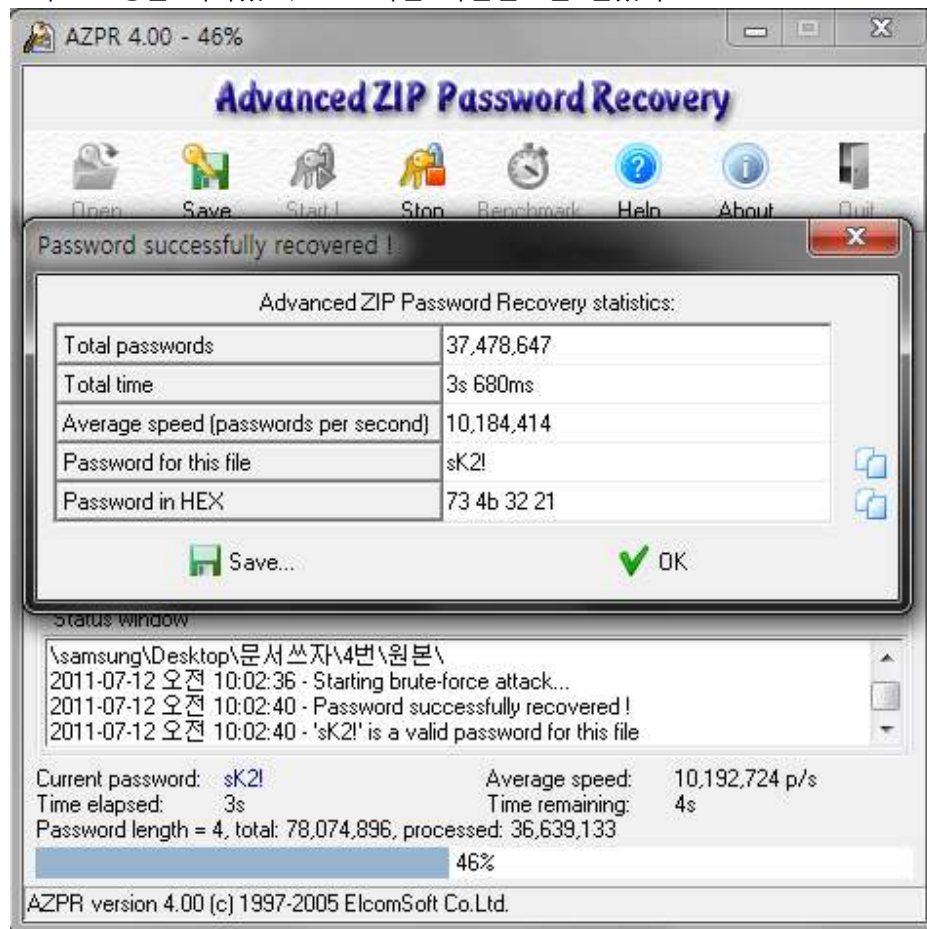 AZPR 4.00 - 46%
Advanced ZIP Password Recovery
Open Save Start! Stop Benchmark Help About Quit
Password successfully recovered !
Advanced ZIP Password Recovery statistics:
Total passwords 37,478,647
Total time 3s 680ms
Average speed (passwords per second) 10,184,414
Password for this file sK2!
Password in HEX 73 4b 32 21
Save... OK
Status window
\samsung\Desktop\문서쓰자\4번\원본\
2011-07-12 오전 10:02:36 - Starting brute-force attack...
2011-07-12 오전 10:02:40 - Password successfully recovered !
2011-07-12 오전 10:02:40 - 'sK2!' is a valid password for this file
Current password: sK2! Average speed: 10,192,724 p/s
Time elapsed: 3s Time remaining: 4s
Password length = 4, total: 78,074,896, processed: 36,639,133
46%
AZPR version 4.00 (c) 1997-2005 ElcomSoft Co.Ltd.